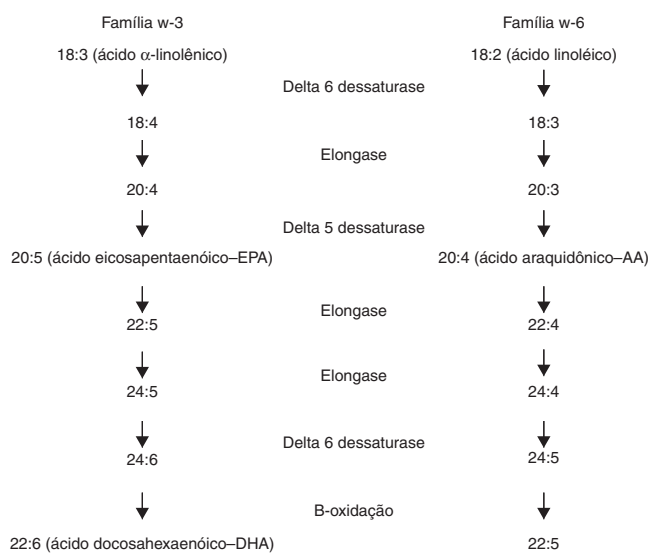 Família w-3 Família w-6
18:3 (ácido α-linolênico) 18:2 (ácido linoléico)
Delta 6 dessaturase
18:4 18:3
Elongase
20:4 20:3
Delta 5 dessaturase
20:5 (ácido eicosapentaenóico–EPA) 20:4 (ácido araquidônico–AA)
Elongase
22:5 22:4
Elongase
24:5 24:4
Delta 6 dessaturase
24:6 24:5
B-oxidação
22:6 (ácido docosahexaenóico–DHA) 22:5